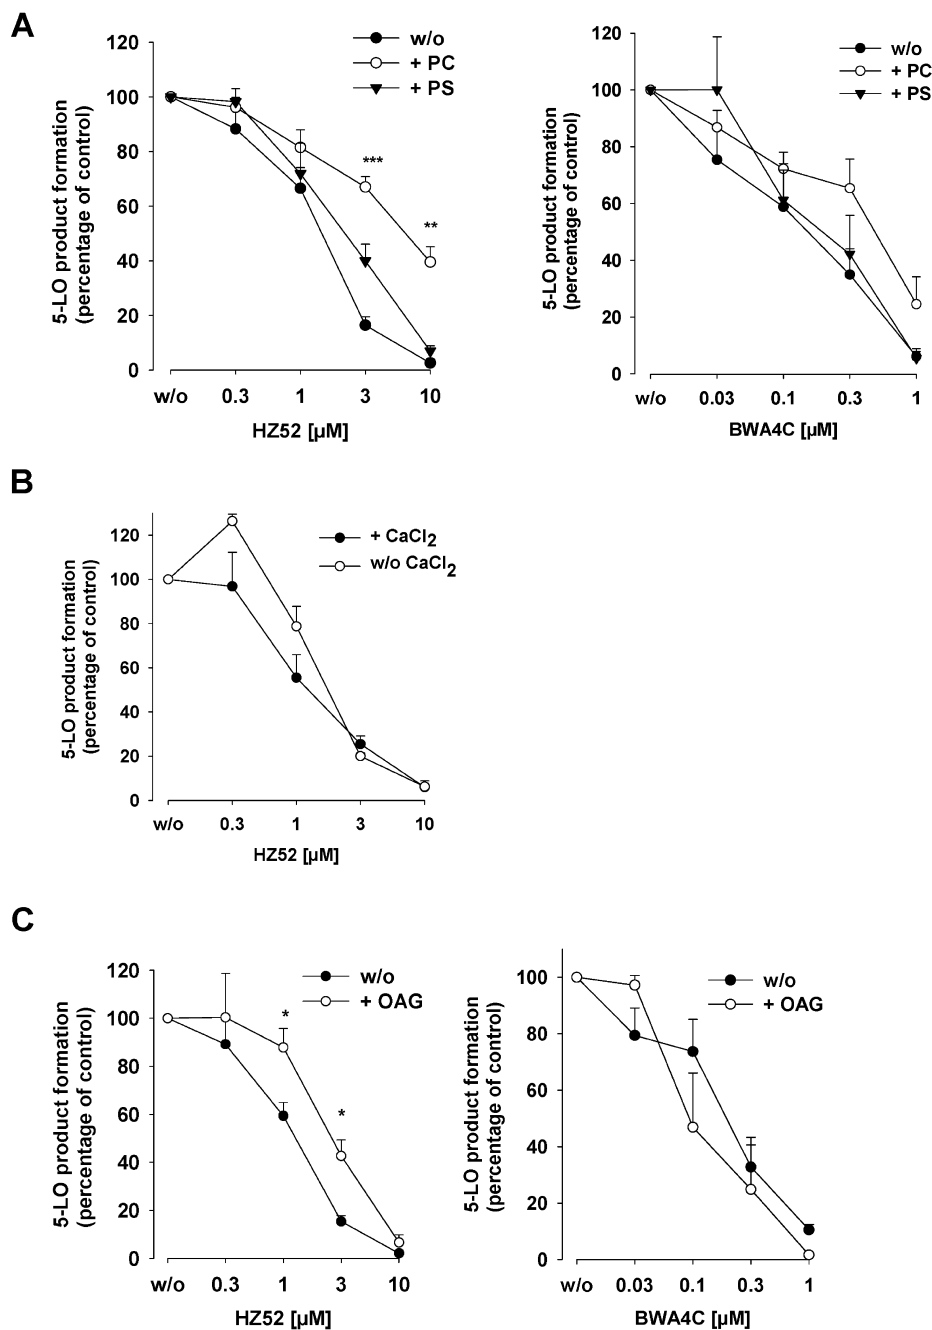 A
w/o
+ PC
+ PS
120
100
80
60
40
20
0
***
**
5-LO product formation
(percentage of control)
w/o 0.3 1 3 10
HZ52 [µM]
w/o
+ PC
+ PS
120
100
80
60
40
20
0
5-LO product formation
(percentage of control)
w/o 0.03 0.1 0.3 1
BWA4C [µM]
B
+ CaCl2
w/o CaCl2
120
100
80
60
40
20
0
5-LO product formation
(percentage of control)
w/o 0.3 1 3 10
HZ52 [µM]
C
w/o
+ OAG
120
100
80
60
40
20
0
*
*
5-LO product formation
(percentage of control)
w/o 0.3 1 3 10
HZ52 [µM]
w/o
+ OAG
100
80
60
40
20
0
5-LO product formation
(percentage of control)
w/o 0.03 0.1 0.3 1
BWA4C [µM]